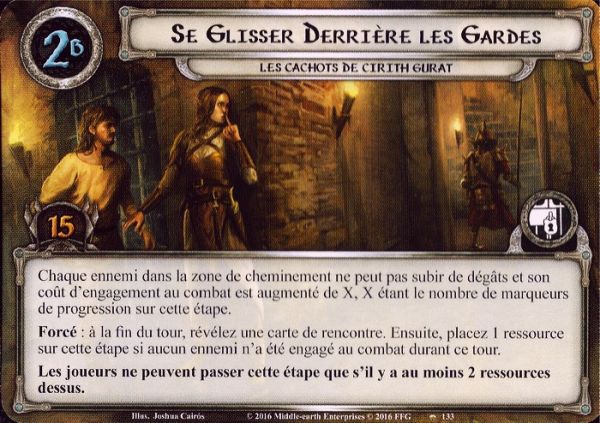 2B
SE GLISSER DERRIÈRE LES GARDES
LES CACHOTS DE CIRITH GURAT
15
Chaque ennemi dans la zone de cheminement ne peut pas subir de dégâts et son
coût d'engagement au combat est augmenté de X, X étant le nombre de marqueurs
de progression sur cette étape.
Forcé : à la fin du tour, révélez une carte de rencontre. Ensuite, placez 1 ressource
sur cette étape si aucun ennemi n'a été engagé au combat durant ce tour.
Les joueurs ne peuvent passer cette étape que s'il y a au moins 2 ressources
dessus.
Illus. Joshua Cairós © 2016 Middle-earth Enterprises © 2016 FFG 133